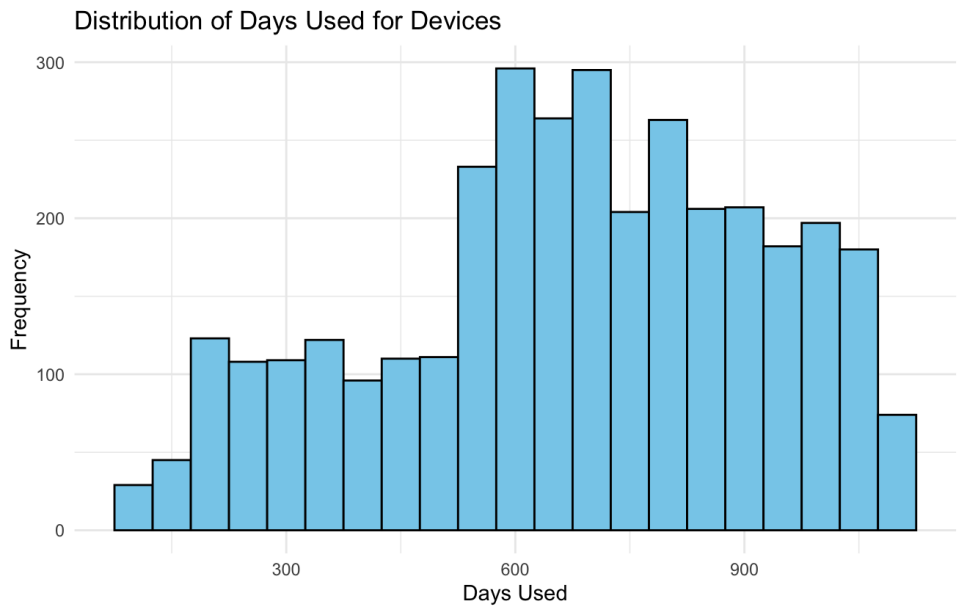 Distribution of Days Used for Devices
300
200
100
0
Frequency
300 600 900
Days Used